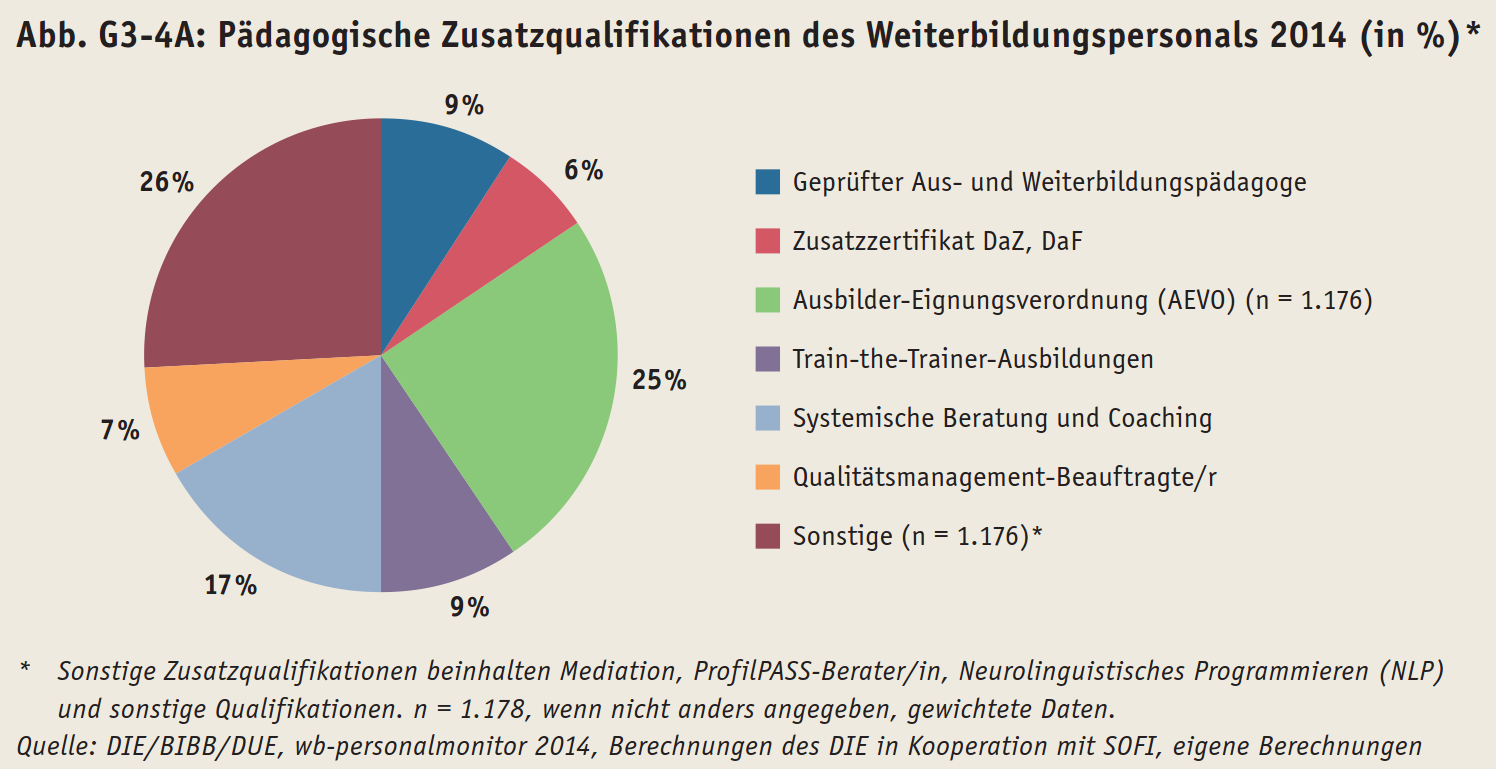 Abb. G3-4A: Pädagogische Zusatzqualifikationen des Weiterbildungspersonals 2014 (in %)*
9%
6%
26%
25%
7%
17%
9%
Geprüfter Aus- und Weiterbildungspädagoge
Zusatzzertifikat DaZ, DaF
Ausbilder-Eignungsverordnung (AEVO) (n = 1.176)
Train-the-Trainer-Ausbildungen
Systemische Beratung und Coaching
Qualitätsmanagement-Beauftragte/r
Sonstige (n = 1.176)*
* Sonstige Zusatzqualifikationen beinhalten Mediation, ProfilPASS-Berater/in, Neurolinguistisches Programmieren (NLP)
und sonstige Qualifikationen. n = 1.178, wenn nicht anders angegeben, gewichtete Daten.
Quelle: DIE/BIBB/DUE, wb-personalmonitor 2014, Berechnungen des DIE in Kooperation mit SOFI, eigene Berechnungen